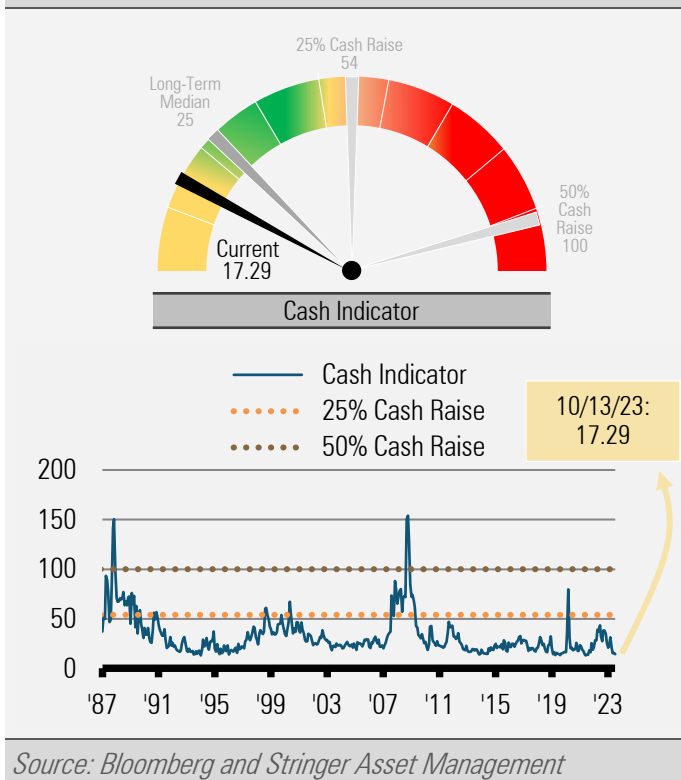 25% Cash Raise
54
Long-Term
Median
25
50%
Cash
Raise
100
Current
17.29
Cash Indicator
Cash Indicator
25% Cash Raise
50% Cash Raise
10/13/23:
17.29
200
150
100
50
0
'87 '91 '95 '99 '03 '07 '11 '15 '19 '23
Source: Bloomberg and Stringer Asset Management